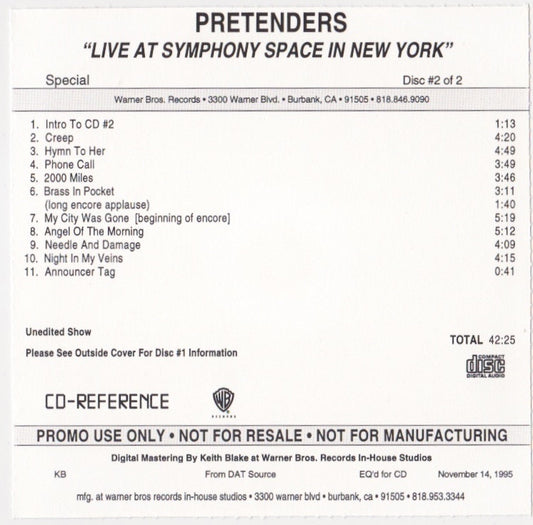 PRETENDERS
“LIVE AT SYMPHONY SPACE IN NEW YORK”
Special Disc #2 of 2
Warner Bros. Records • 3300 Warner Blvd. • Burbank, CA • 91505 • 818.846.9090
1. Intro To CD #2 1:13
2. Creep 4:20
3. Hymn To Her 4:49
4. Phone Call 3:49
5. 2000 Miles 3:46
6. Brass In Pocket 3:11
(long encore applause) 1:40
7. My City Was Gone [beginning of encore] 5:19
8. Angel Of The Morning 5:12
9. Needle And Damage 4:09
10. Night In My Veins 4:15
11. Announcer Tag 0:41
Unedited Show
TOTAL 42:25
Please See Outside Cover For Disc #1 Information
COMPACT
disc
DIGITAL AUDIO
CD-REFERENCE
WB
RECORDS
PROMO USE ONLY • NOT FOR RESALE • NOT FOR MANUFACTURING
Digital Mastering By Keith Blake at Warner Bros. Records In-House Studios
KB From DAT Source EQ'd for CD November 14, 1995
mfg. at warner bros records in-house studios • 3300 warner blvd • burbank, ca • 91505 • 818.953.3344